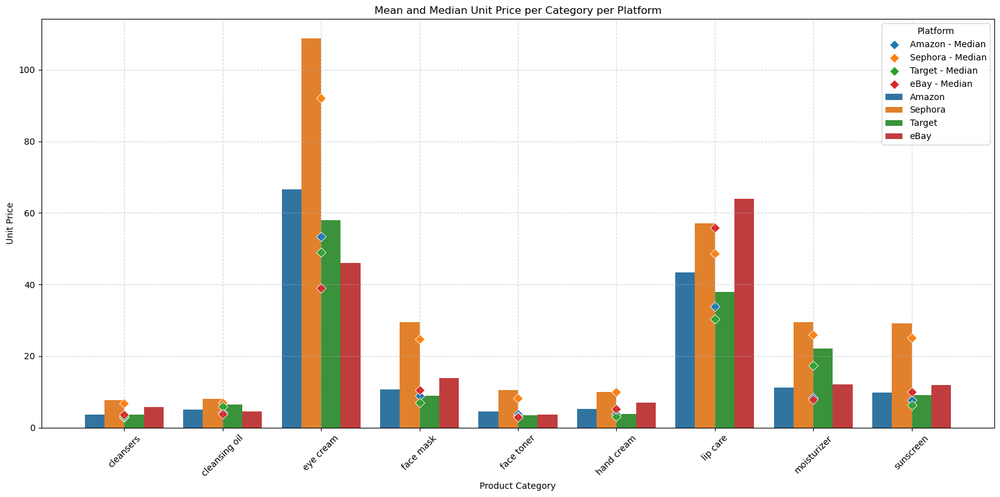 Mean and Median Unit Price per Category per Platform
Platform
Amazon - Median
Sephora - Median
Target - Median
eBay - Median
Amazon
Sephora
Target
eBay
Unit Price
100
80
60
40
20
0
cleansers
cleansing oil
eye cream
face mask
face toner
hand cream
lip care
moisturizer
sunscreen
Product Category